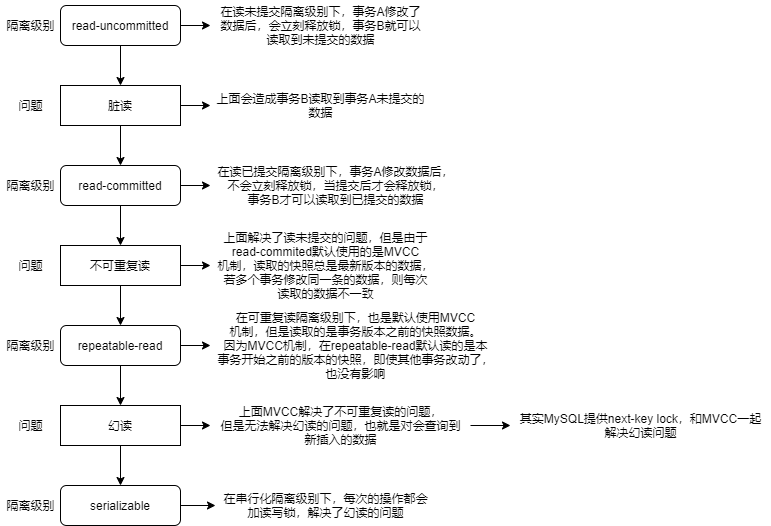 隔离级别
read-uncommitted
在读未提交隔离级别下，事务A修改了
数据后，会立刻释放锁，事务B就可以
读取到未提交的数据
问题
脏读
上面会造成事务B读取到事务A未提交的
数据
隔离级别
read-committed
在读已提交隔离级别下，事务A修改数据后，
不会立刻释放锁，当提交后才会释放锁，
事务B才可以读取到已提交的数据
问题
不可重复读
上面解决了读未提交的问题，但是由于
read-commited默认使用的是MVCC
机制，读取的快照总是最新版本的数据，
若多个事务修改同一条的数据，则每次
读取的数据不一致
隔离级别
repeatable-read
在可重复读隔离级别下，也是默认使用MVCC
机制，但是读取的是事务版本之前的快照数据。
因为MVCC机制，在repeatable-read默认读的是本
事务开始之前的版本的快照，即使其他事务改动了，
也没有影响
问题
幻读
上面MVCC解决了不可重复读的问题，
但是无法解决幻读的问题，也就是对会查询到
新插入的数据
其实MySQL提供next-key lock，和MVCC一起
解决幻读问题
隔离级别
serializable
在串行化隔离级别下，每次的操作都会
加读写锁，解决了幻读的问题